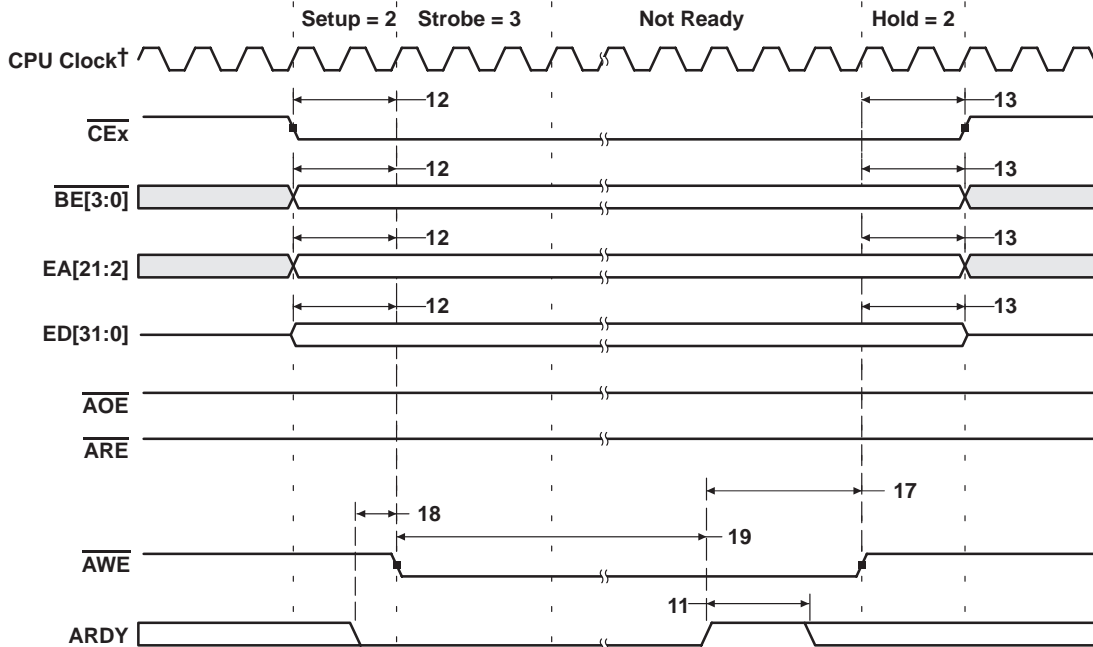 Setup = 2 Strobe = 3 Not Ready Hold = 2
CPU Clock†
12 13
CEx
12 13
BE[3:0]
12 13
EA[21:2]
12 13
ED[31:0]
AOE
ARE
17
18
19
AWE
11
ARDY